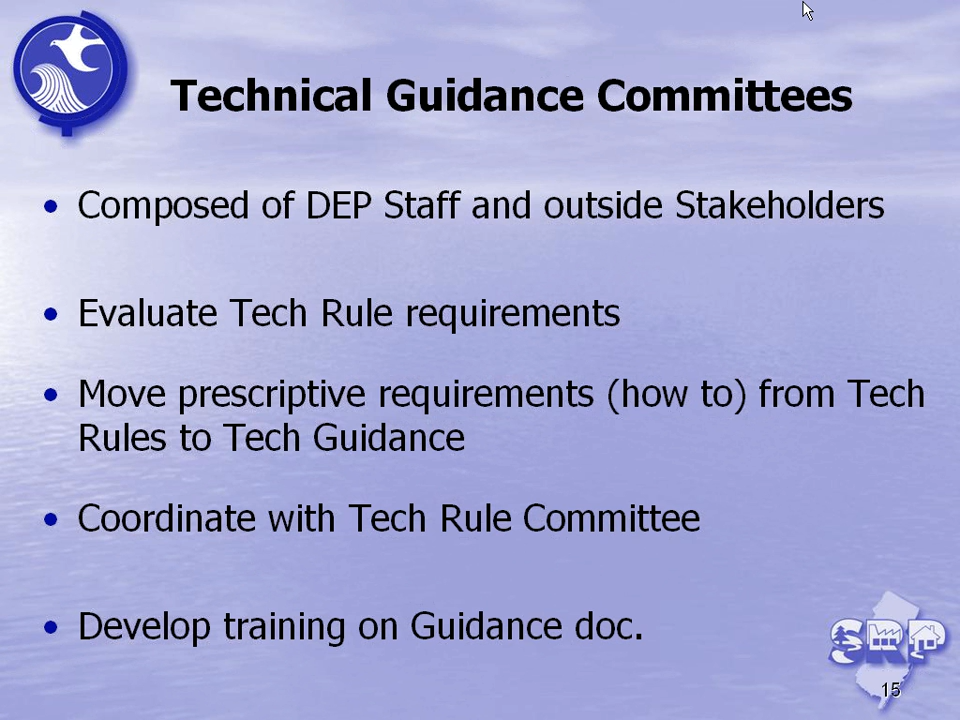 Technical Guidance Committees
• Composed of DEP Staff and outside Stakeholders
• Evaluate Tech Rule requirements
• Move prescriptive requirements (how to) from Tech
Rules to Tech Guidance
• Coordinate with Tech Rule Committee
• Develop training on Guidance doc.
SRP
15